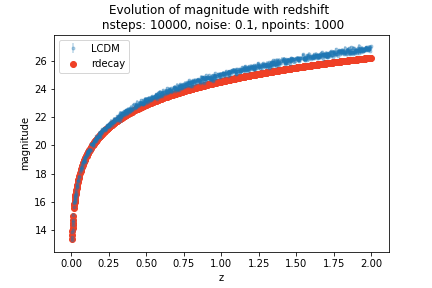 Evolution of magnitude with redshift
nsteps: 10000, noise: 0.1, npoints: 1000
LCDM
rdecay
magnitude
26
24
22
20
18
16
14
0.00 0.25 0.50 0.75 1.00 1.25 1.50 1.75 2.00
z